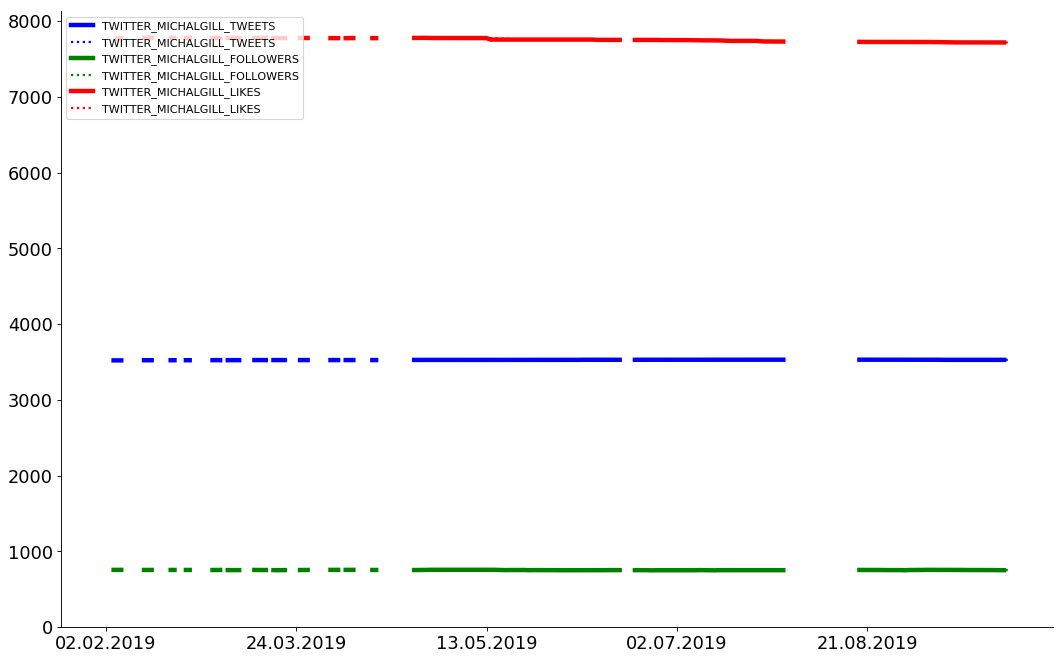 8000
7000
6000
5000
4000
3000
2000
1000
0
TWITTER_MICHALGILL_TWEETS
TWITTER_MICHALGILL_TWEETS
TWITTER_MICHALGILL_FOLLOWERS
TWITTER_MICHALGILL_FOLLOWERS
TWITTER_MICHALGILL_LIKES
TWITTER_MICHALGILL_LIKES
02.02.2019 24.03.2019 13.05.2019 02.07.2019 21.08.2019